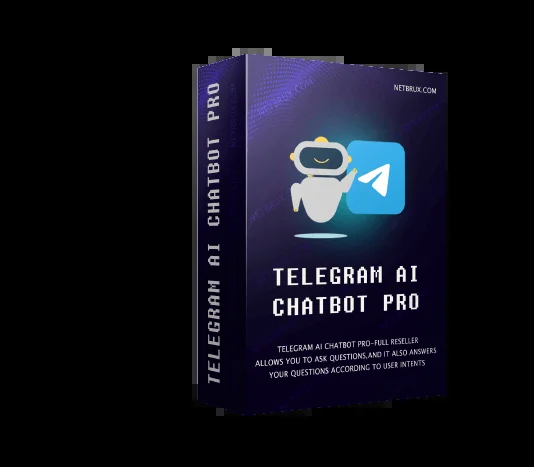 TELEGRAM AI CHATBOT PRO
NETBRUX.COM
TELEGRAM AI
CHATBOT PRO
TELEGRAM AI CHATBOT PRO-FULL RESELLER
ALLOWS YOU TO ASK QUESTIONS,AND IT ALSO ANSWERS
YOUR QUESTIONS ACCORDING TO USER INTENTS